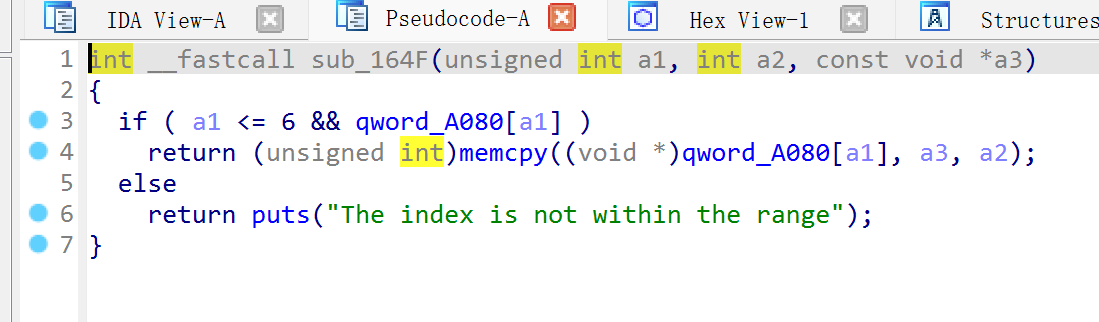 IDA View-A Pseudocode-A Hex View-1 Structures
1 int __fastcall sub_164F(unsigned int a1, int a2, const void *a3)
2 {
3 if ( a1 <= 6 && qword_A080[a1] )
4 return (unsigned int)memcpy((void *)qword_A080[a1], a3, a2);
5 else
6 return puts("The index is not within the range");
7 }